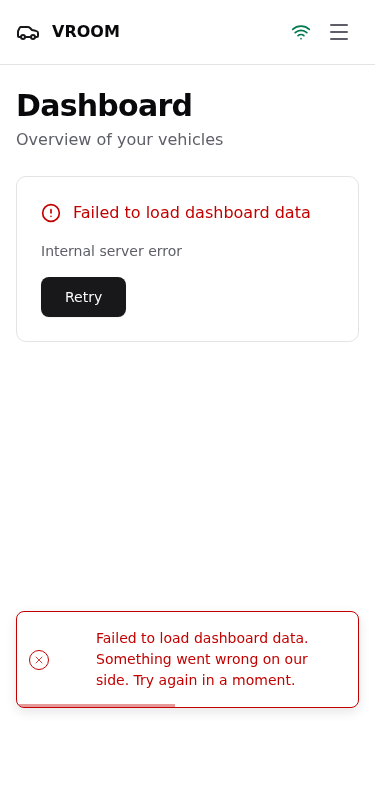 VROOM
Dashboard
Overview of your vehicles
Failed to load dashboard data
Internal server error
Retry
Failed to load dashboard data.
Something went wrong on our
side. Try again in a moment.